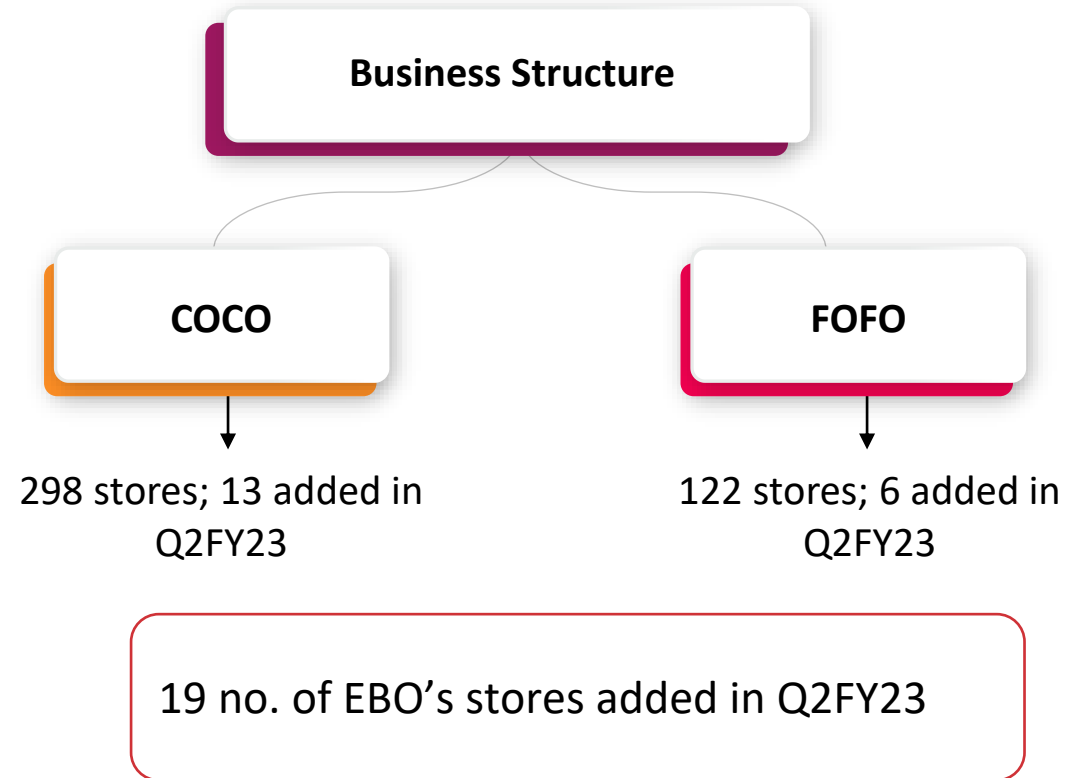 Business Structure
COCO
FOFO
298 stores; 13 added in
Q2FY23
122 stores; 6 added in
Q2FY23
19 no. of EBO’s stores added in Q2FY23